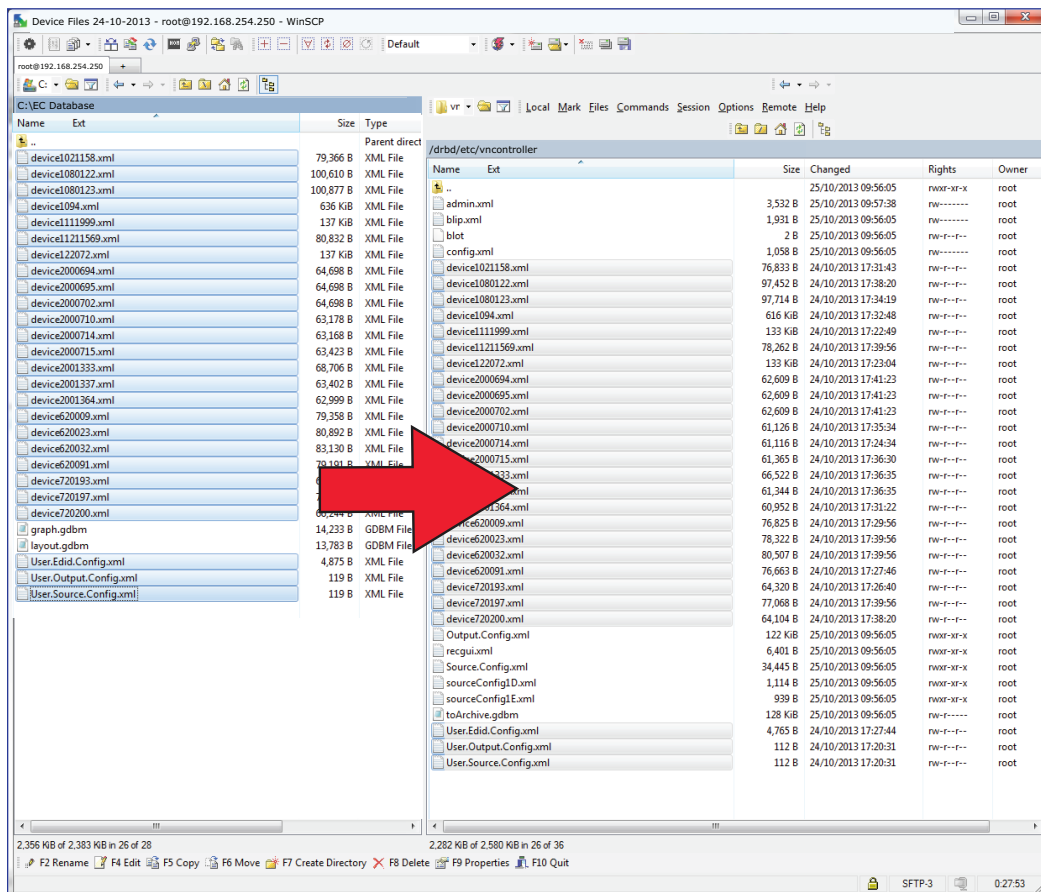 Device Files 24-10-2013 - root@192.168.254.250 - WinSCP
Default
root@192.168.254.250 +
C:
C:\EC Database
Name Ext Size Type
.. Parent direct
device1021158.xml 79,366 B XML File
device1080122.xml 100,610 B XML File
device1080123.xml 100,877 B XML File
device1094.xml 636 KiB XML File
device1111999.xml 137 KiB XML File
device11211569.xml 80,832 B XML File
device122072.xml 137 KiB XML File
device2000694.xml 64,698 B XML File
device2000695.xml 64,698 B XML File
device2000702.xml 64,698 B XML File
device2000710.xml 63,178 B XML File
device2000714.xml 63,168 B XML File
device2000715.xml 63,423 B XML File
device2001333.xml 68,706 B XML File
device2001337.xml 63,402 B XML File
device2001364.xml 62,999 B XML File
device620009.xml 79,358 B XML File
device620023.xml 80,892 B XML File
device620032.xml 83,130 B XML File
device620091.xml 79,191 B XML File
device720193.xml
device720197.xml
device720200.xml 66,244 B XML File
graph.gdbm 14,233 B GDBM File
layout.gdbm 13,783 B GDBM File
User.Edid.Config.xml 4,875 B XML File
User.Output.Config.xml 119 B XML File
User.Source.Config.xml 119 B XML File
2,356 KiB of 2,383 KiB in 26 of 28
vr Local Mark Files Commands Session Options Remote Help
/drbd/etc/vncontroller
Name Ext Size Changed Rights Owner
.. 25/10/2013 09:56:05 rwxr-xr-x root
admin.xml 3,532 B 25/10/2013 09:57:38 rw------- root
blip.xml 1,931 B 25/10/2013 09:56:05 rw------- root
blot 2 B 25/10/2013 09:56:05 rw-r--r-- root
config.xml 1,058 B 25/10/2013 09:56:05 rw------- root
device1021158.xml 76,833 B 24/10/2013 17:31:43 rw-r--r-- root
device1080122.xml 97,452 B 24/10/2013 17:38:20 rw-r--r-- root
device1080123.xml 97,714 B 24/10/2013 17:34:19 rw-r--r-- root
device1094.xml 616 KiB 24/10/2013 17:32:48 rw-r--r-- root
device1111999.xml 133 KiB 24/10/2013 17:22:49 rw-r--r-- root
device11211569.xml 78,262 B 24/10/2013 17:39:56 rw-r--r-- root
device122072.xml 133 KiB 24/10/2013 17:23:04 rw-r--r-- root
device2000694.xml 62,609 B 24/10/2013 17:41:23 rw-r--r-- root
device2000695.xml 62,609 B 24/10/2013 17:41:23 rw-r--r-- root
device2000702.xml 62,609 B 24/10/2013 17:41:23 rw-r--r-- root
device2000710.xml 61,126 B 24/10/2013 17:35:34 rw-r--r-- root
device2000714.xml 61,116 B 24/10/2013 17:24:34 rw-r--r-- root
2000715.xml 61,365 B 24/10/2013 17:36:30 rw-r--r-- root
333.xml 66,522 B 24/10/2013 17:36:35 rw-r--r-- root
.xml 61,344 B 24/10/2013 17:36:35 rw-r--r-- root
1364.xml 60,952 B 24/10/2013 17:31:22 rw-r--r-- root
device620009.xml 76,825 B 24/10/2013 17:29:56 rw-r--r-- root
device620023.xml 78,322 B 24/10/2013 17:39:56 rw-r--r-- root
device620032.xml 80,507 B 24/10/2013 17:39:56 rw-r--r-- root
device620091.xml 76,663 B 24/10/2013 17:27:46 rw-r--r-- root
device720193.xml 64,320 B 24/10/2013 17:26:40 rw-r--r-- root
device720197.xml 77,068 B 24/10/2013 17:39:56 rw-r--r-- root
device720200.xml 64,104 B 24/10/2013 17:38:20 rw-r--r-- root
Output.Config.xml 122 KiB 25/10/2013 09:56:05 rwxr-xr-x root
recgui.xml 6,401 B 25/10/2013 09:56:05 rwxr-xr-x root
Source.Config.xml 34,445 B 25/10/2013 09:56:05 rwxr-xr-x root
sourceConfig1D.xml 1,114 B 25/10/2013 09:56:05 rwxr-xr-x root
sourceConfig1E.xml 939 B 25/10/2013 09:56:05 rwxr-xr-x root
toArchive.gdbm 128 KiB 25/10/2013 09:56:05 rw-r----- root
User.Edid.Config.xml 4,765 B 24/10/2013 17:27:44 rw-r--r-- root
User.Output.Config.xml 112 B 24/10/2013 17:20:31 rw-r--r-- root
User.Source.Config.xml 112 B 24/10/2013 17:20:31 rw-r--r-- root
2,282 KiB of 2,580 KiB in 26 of 36
F2 Rename F4 Edit F5 Copy F6 Move F7 Create Directory F8 Delete F9 Properties F10 Quit
SFTP-3 0:27:53